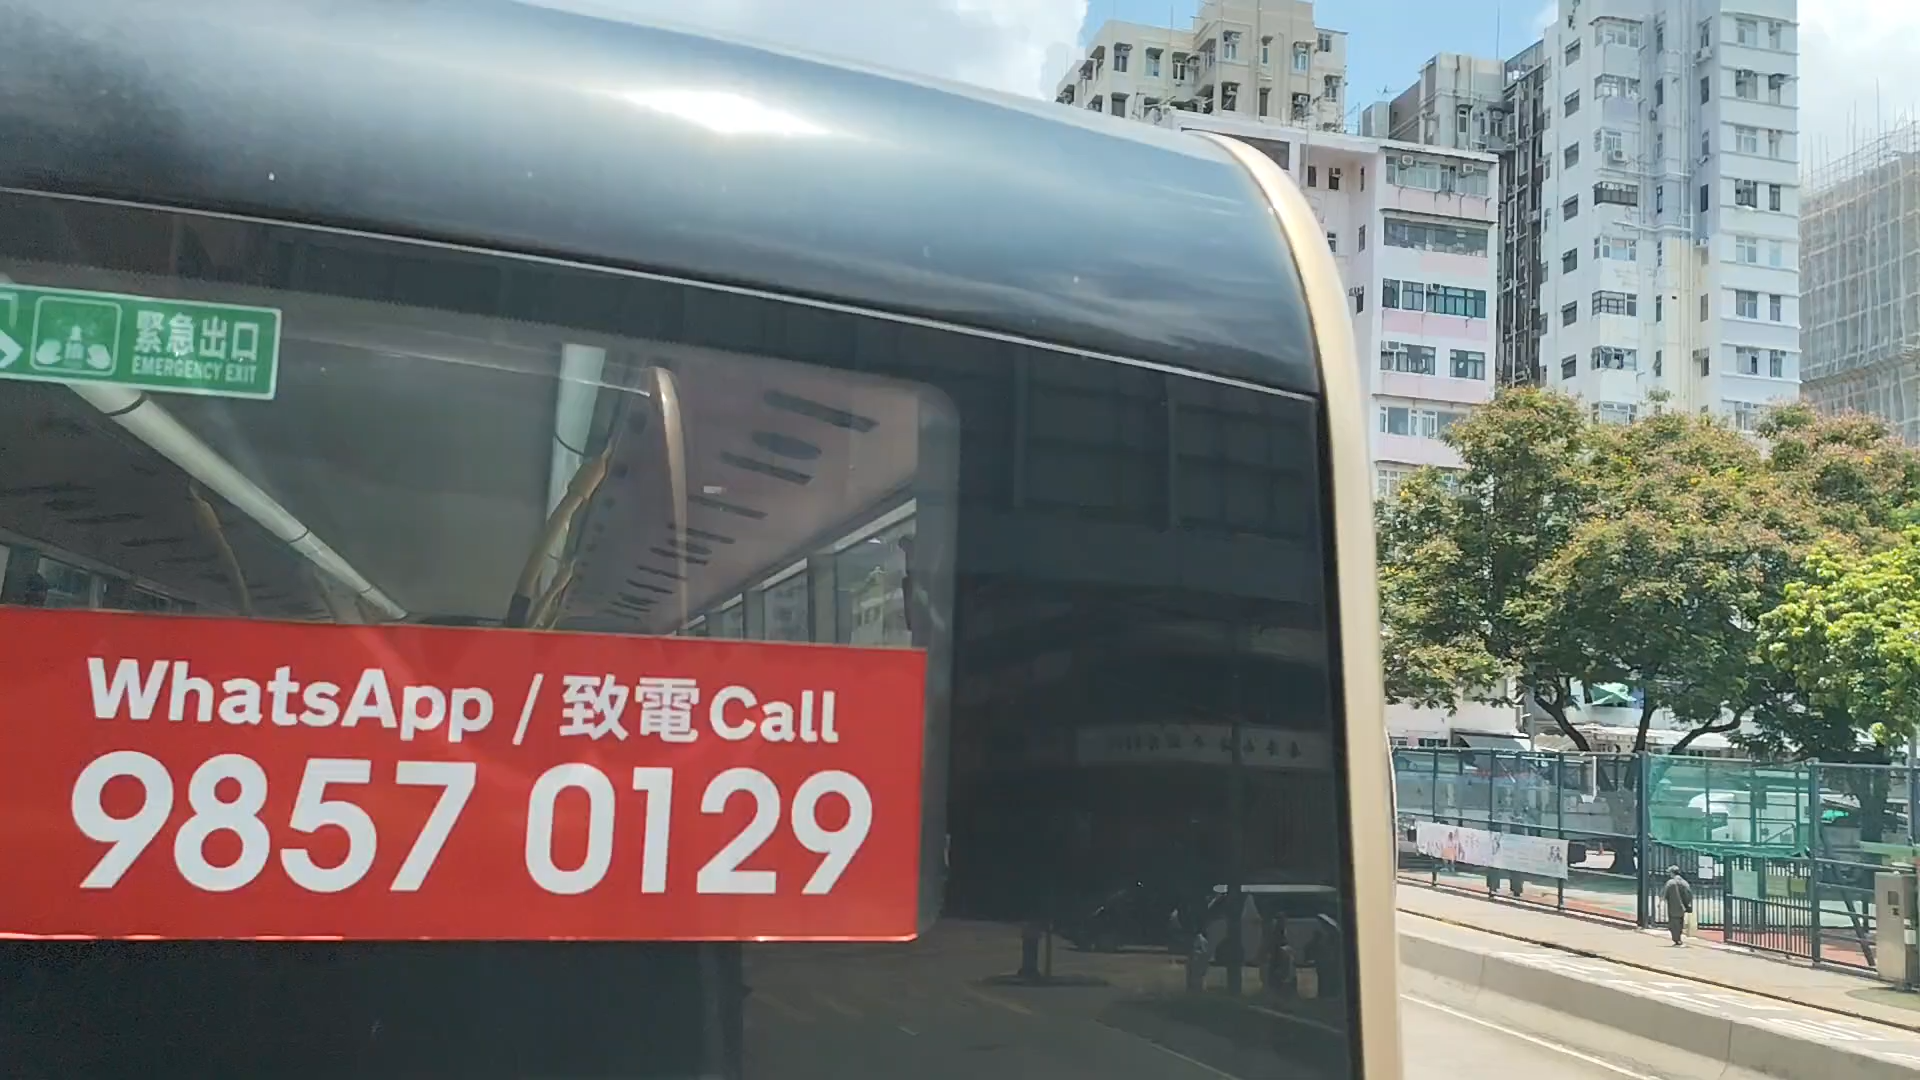 緊急出口
EMERGENCY EXIT
WhatsApp / 致電 Call
9857 0129